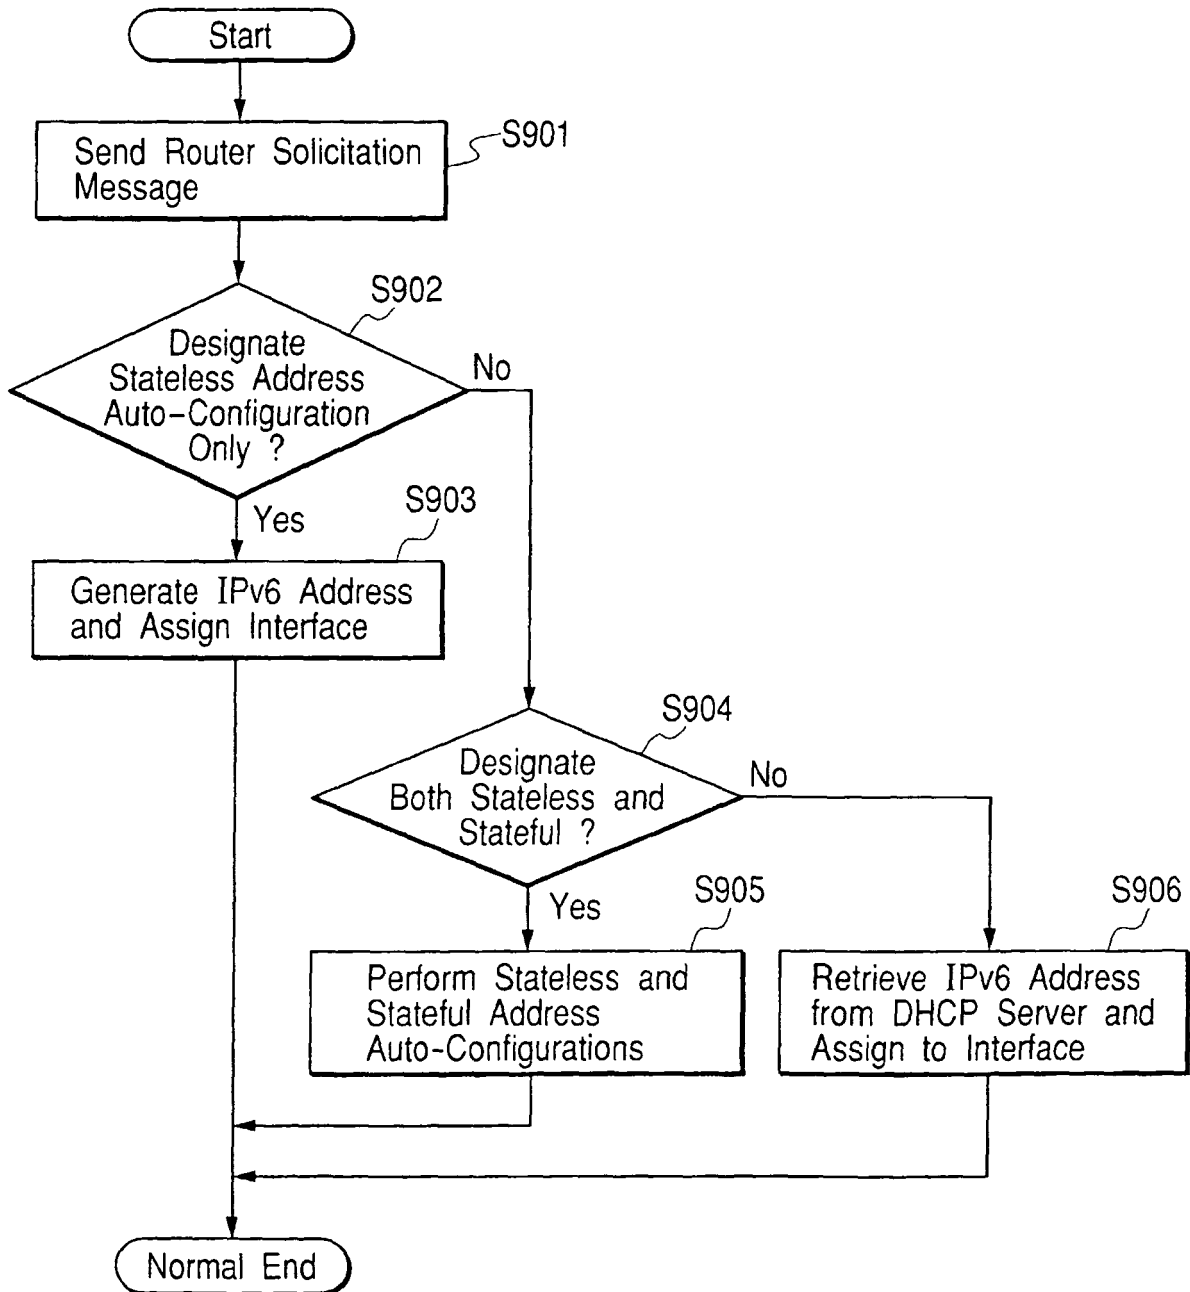 Start
Send Router Solicitation
Message
S901
S902
Designate
Stateless Address
Auto-Configuration
Only ?
No
Yes
S903
Generate IPv6 Address
and Assign Interface
S904
Designate
Both Stateless and
Stateful ?
No
Yes
S905
Perform Stateless and
Stateful Address
Auto-Configurations
S906
Retrieve IPv6 Address
from DHCP Server and
Assign to Interface
Normal End